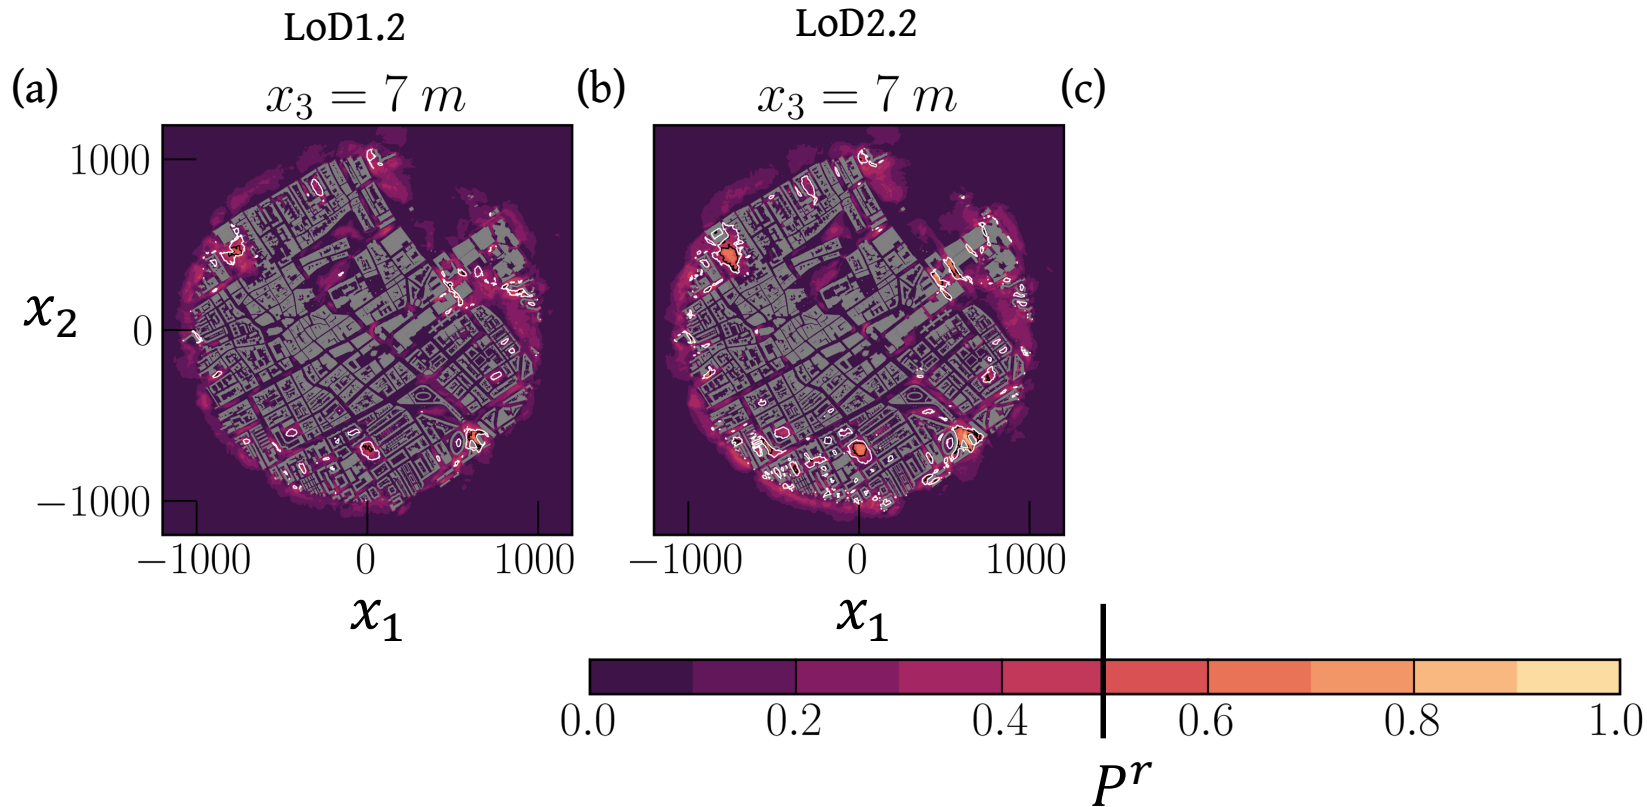 LoD1.2 LoD2.2
(a) (b) (c)
x₃ = 7 m x₃ = 7 m
1000
x₂ 0
−1000
−1000 0 1000 −1000 0 1000
x₁ x₁
0.0 0.2 0.4 0.6 0.8 1.0
Pʳ